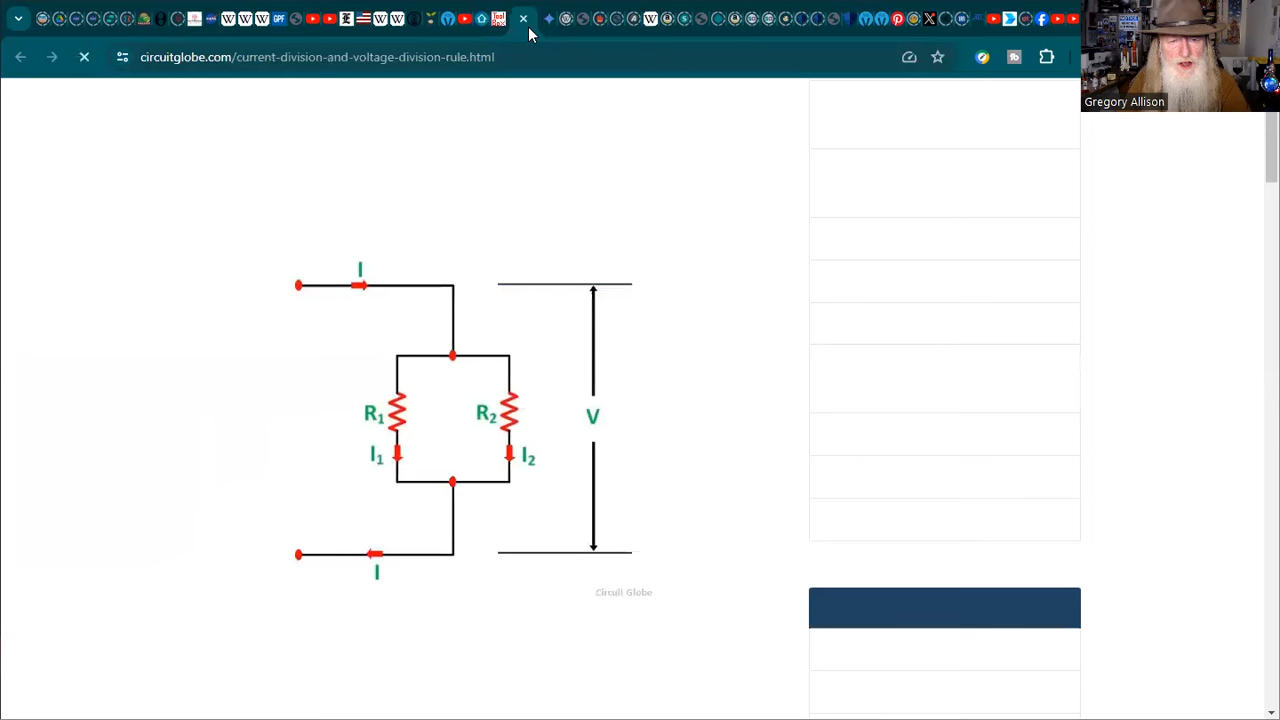 circuitglobe.com/current-division-and-voltage-division-rule.html
Gregory Allison
I
R1
R2
V
I1
I2
I
Circuit Globe